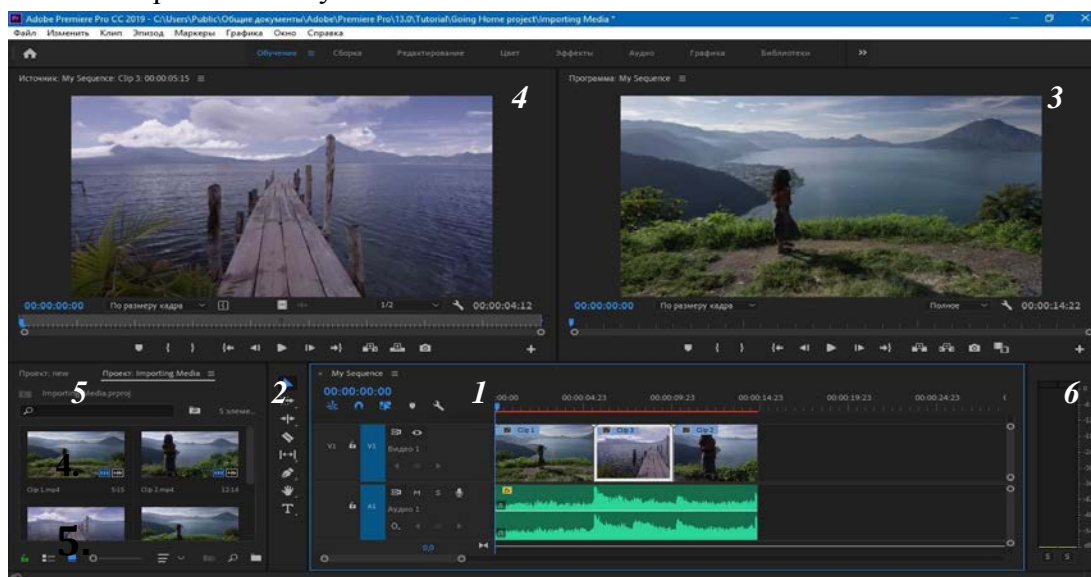 Adobe Premiere Pro CC 2019 - C:\Users\Public\Общие документы\Adobe\Premiere Pro\13.0\Tutorial\Going Home project\Importing Media *
Файл Изменить Клип Эпизод Маркеры Графика Окно Справка
Обучение Сборка Редактирование Цвет Эффекты Аудио Графика Библиотеки
Источник: My Sequence: Clip 3: 00:00:05:15
Программа: My Sequence
4
3
00:00:00:00 По размеру кадра 1/2 00:00:04:12
00:00:00:00 По размеру кадра Полное 00:00:14:22
Проект: new Проект: Importing Media
Importing Media.prproj
5
2
My Sequence
00:00:00:00
1
:00:00 00:00:04:23 00:00:09:23 00:00:14:23 00:00:19:23 00:00:24:23
6
5 элеме...
V1 V1 Видео 1
Clip 1 Clip 3 Clip 2
4.
Clip 1.mp4 5:15 Clip 2.mp4 12:14
A1 M S
Аудио 1
5.
0,0
S S